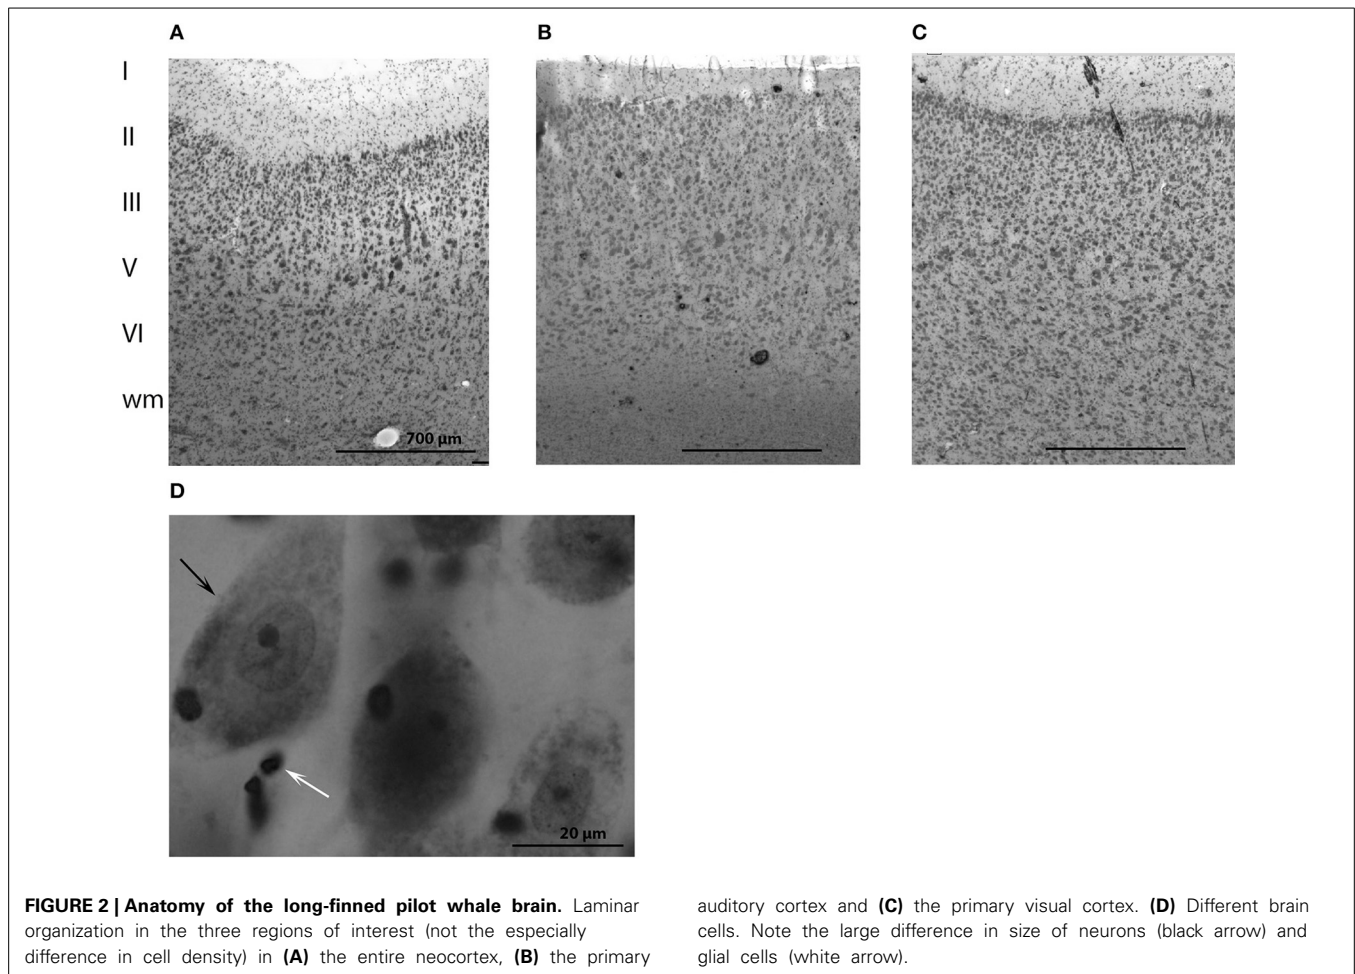 A
B
C
I
II
III
V
VI
wm
700 µm
D
20 µm
FIGURE 2 | Anatomy of the long-finned pilot whale brain. Laminar
organization in the three regions of interest (not the especially
difference in cell density) in (A) the entire neocortex, (B) the primary
auditory cortex and (C) the primary visual cortex. (D) Different brain
cells. Note the large difference in size of neurons (black arrow) and
glial cells (white arrow).